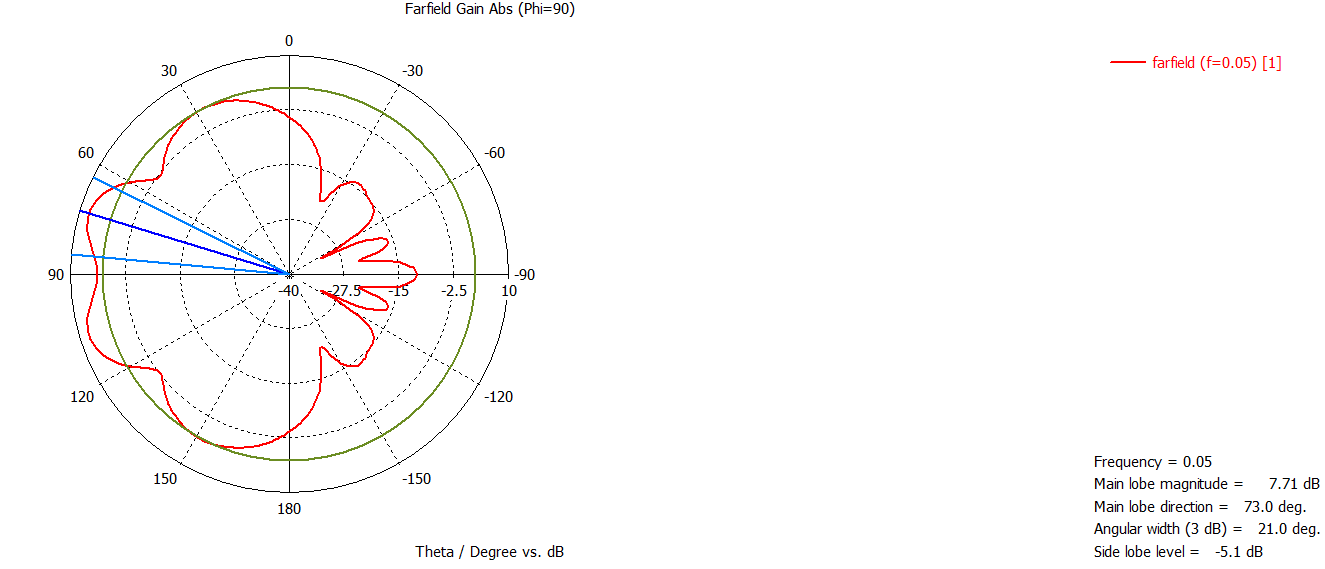 Farfield Gain Abs (Phi=90)
0
30
-30
farfield (f=0.05) [1]
60
-60
90
-90
-40
-27.5
-15
-2.5
10
120
-120
150
-150
180
Theta / Degree vs. dB
Frequency = 0.05
Main lobe magnitude = 7.71 dB
Main lobe direction = 73.0 deg.
Angular width (3 dB) = 21.0 deg.
Side lobe level = -5.1 dB